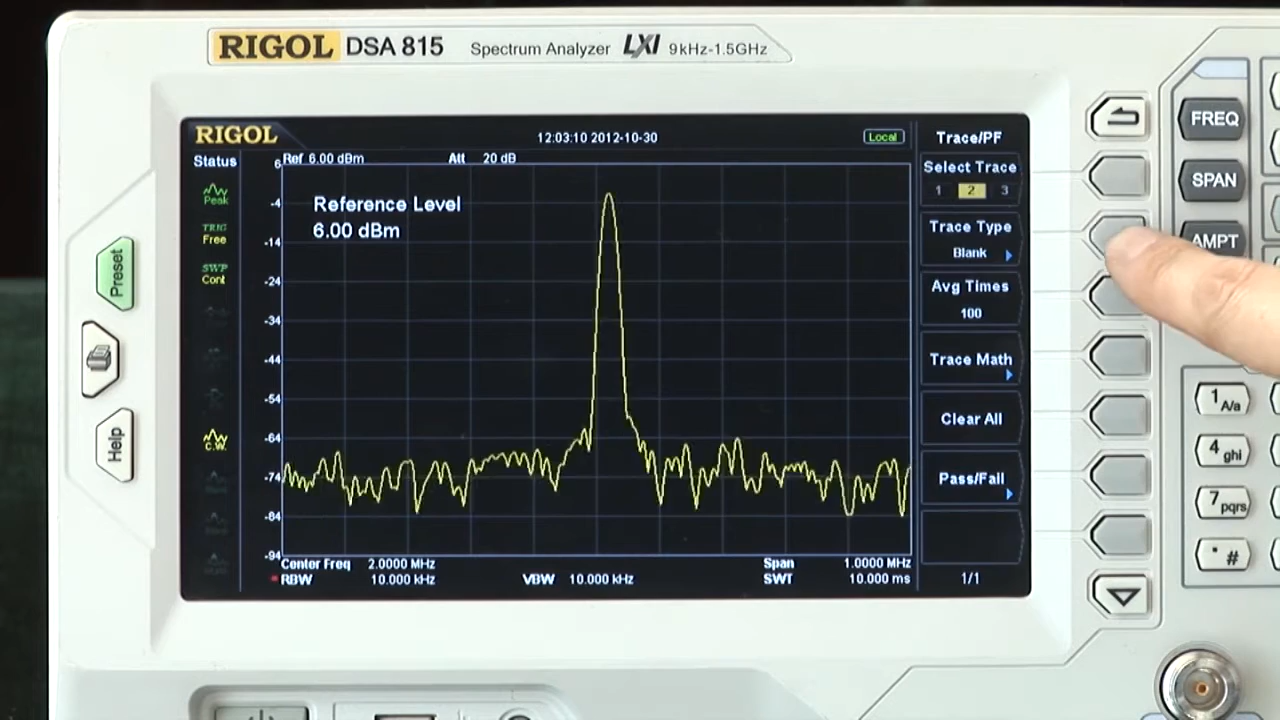 RIGOL DSA 815 Spectrum Analyzer LXI 9kHz-1.5GHz
RIGOL
12:03:10 2012-10-30
Local
Status
6
Ref 6.00 dBm
Att 20 dB
Reference Level
6.00 dBm
Peak
TRIG
Free
SWP
Cont
C.W.
-4
-14
-24
-34
-44
-54
-64
-74
-84
-94
Center Freq 2.0000 MHz
Span 1.0000 MHz
RBW 10.000 kHz
VBW 10.000 kHz
SWT 10.000 ms
Trace/PF
Select Trace
1 2 3
Trace Type
Blank
Avg Times
100
Trace Math
Clear All
Pass/Fail
1/1
Preset
Help
FREQ
SPAN
AMPT
1 A/a
4 ghi
7 pqrs
* #